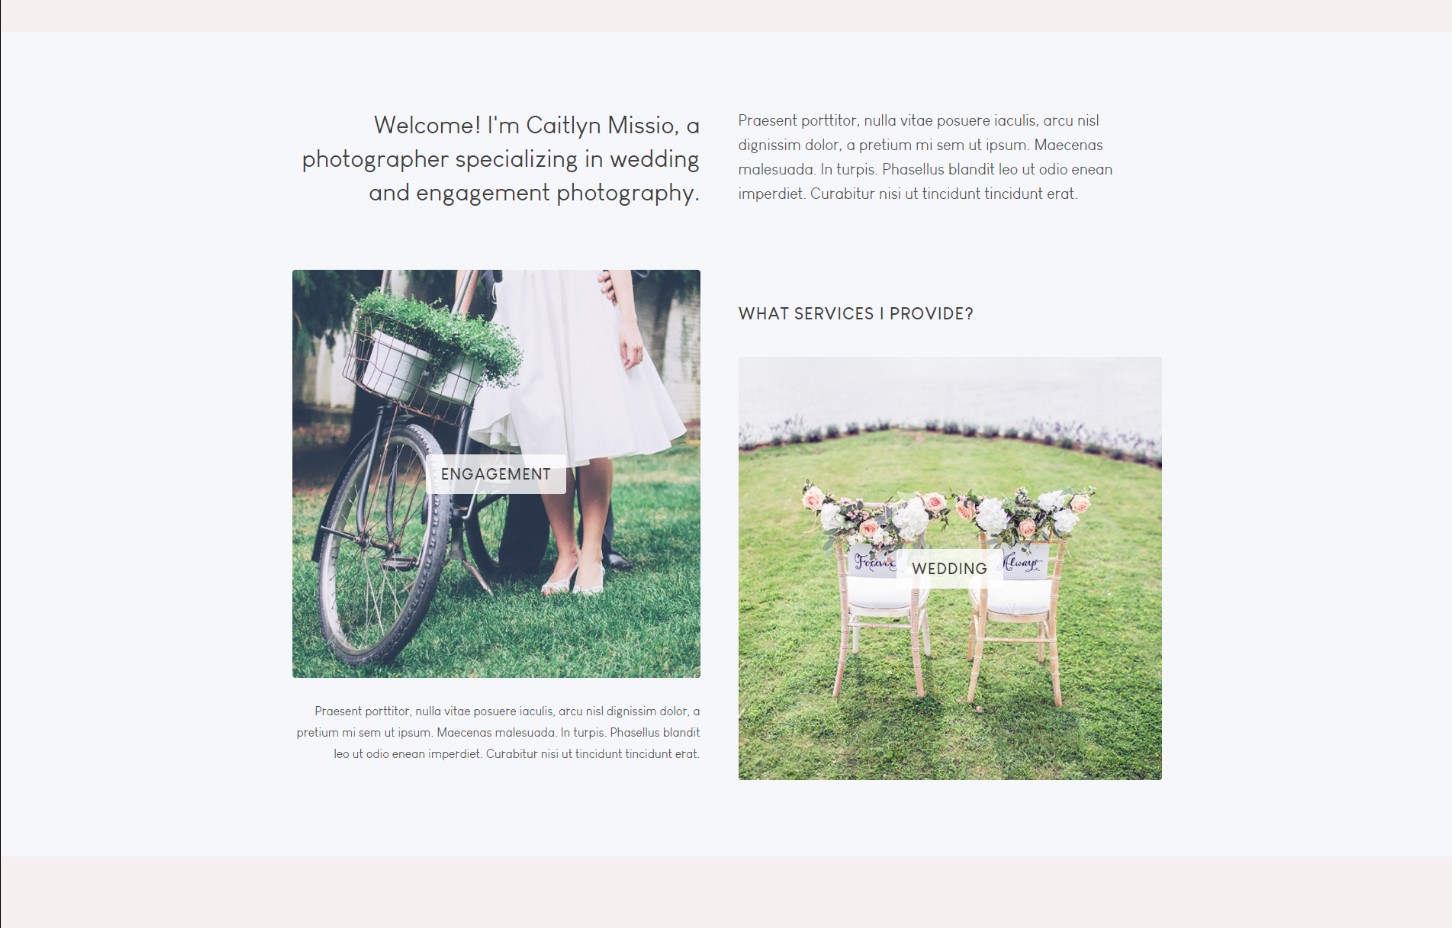 Welcome! I'm Caitlyn Missio, a
photographer specializing in wedding
and engagement photography.
Praesent porttitor, nulla vitae posuere iaculis, arcu nisl
dignissim dolor, a pretium mi sem ut ipsum. Maecenas
malesuada. In turpis. Phasellus blandit leo ut odio enean
imperdiet. Curabitur nisi ut tincidunt tincidunt erat.
ENGAGEMENT
Praesent porttitor, nulla vitae posuere iaculis, arcu nisl dignissim dolor, a
pretium mi sem ut ipsum. Maecenas malesuada. In turpis. Phasellus blandit
leo ut odio enean imperdiet. Curabitur nisi ut tincidunt tincidunt erat.
WHAT SERVICES I PROVIDE?
Always
WEDDING